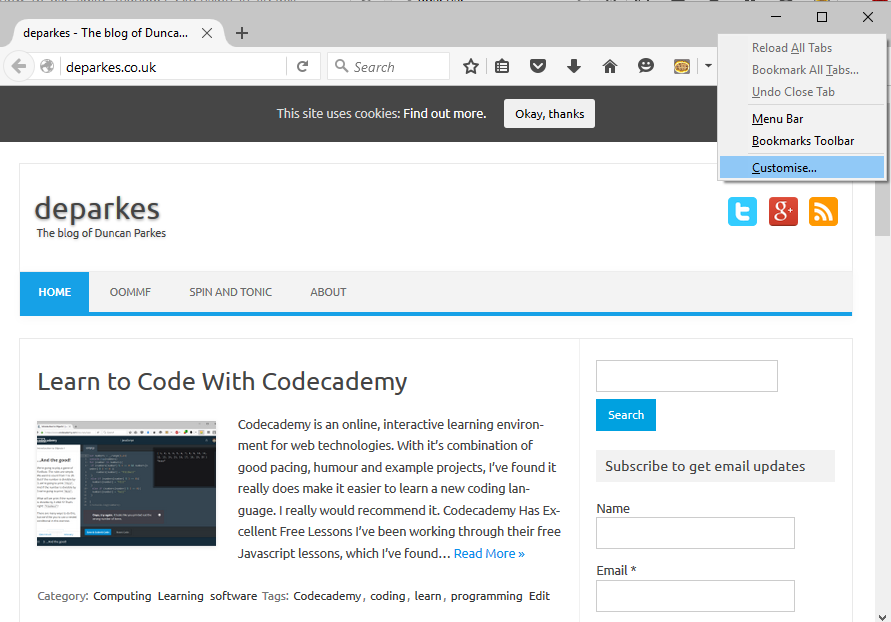 deparkes - The blog of Dunca...
deparkes.co.uk
Search
Reload All Tabs
Bookmark All Tabs...
Undo Close Tab
Menu Bar
Bookmarks Toolbar
Customise...
This site uses cookies: Find out more.
Okay, thanks
deparkes
The blog of Duncan Parkes
HOME
OOMMF
SPIN AND TONIC
ABOUT
Learn to Code With Codecademy
Codecademy is an online, interactive learning environ-
ment for web technologies. With it's combination of
good pacing, humour and example projects, I've found it
really does make it easier to learn a new coding lan-
guage. I really would recommend it. Codecademy Has Ex-
cellent Free Lessons I've been working through their free
Javascript lessons, which I've found... Read More »
Category: Computing Learning software Tags: Codecademy, coding, learn, programming Edit
Search
Subscribe to get email updates
Name
Email *